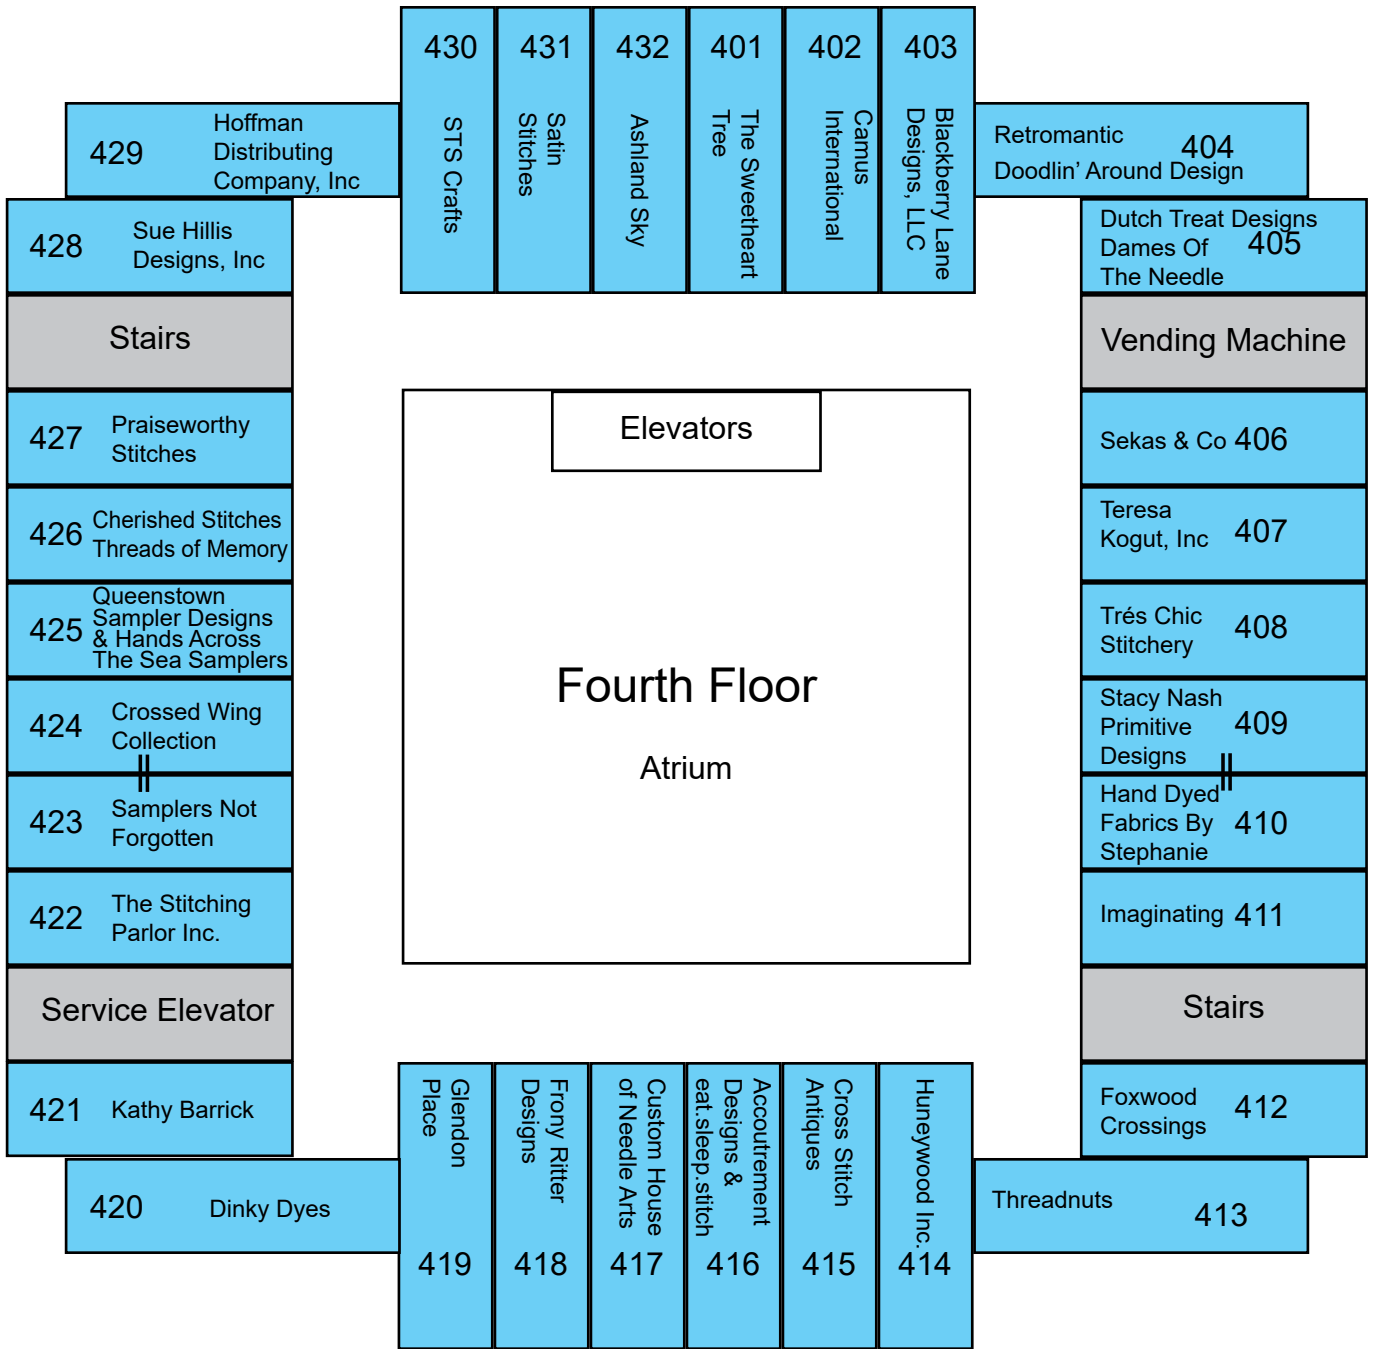 430
STS Crafts
431
Satin
Stitches
432
Ashland Sky
401
The Sweetheart
Tree
402
Camus
International
403
Blackberry Lane
Designs, LLC
429
Hoffman
Distributing
Company, Inc
Retromantic
404
Doodlin’ Around Design
428
Sue Hillis
Designs, Inc
Dutch Treat Designs
Dames Of
405
The Needle
Stairs
Vending Machine
Elevators
427
Praiseworthy
Stitches
Sekas & Co 406
426
Cherished Stitches
Threads of Memory
Teresa
Kogut, Inc
407
425
Queenstown
Sampler Designs
& Hands Across
The Sea Samplers
Trés Chic
Stitchery
408
Fourth Floor
Atrium
424
Crossed Wing
Collection
Stacy Nash
Primitive
Designs
409
423
Samplers Not
Forgotten
Hand Dyed
Fabrics By
Stephanie
410
422
The Stitching
Parlor Inc.
Imaginating 411
Service Elevator
Stairs
421
Kathy Barrick
Foxwood
Crossings
412
420
Dinky Dyes
Glendon
Place
419
Frony Ritter
Designs
418
Custom House
of Needle Arts
417
Accoutrement
Designs &
eat.sleep.stitch
416
Cross Stitch
Antiques
415
Huneywood Inc.
414
Threadnuts
413